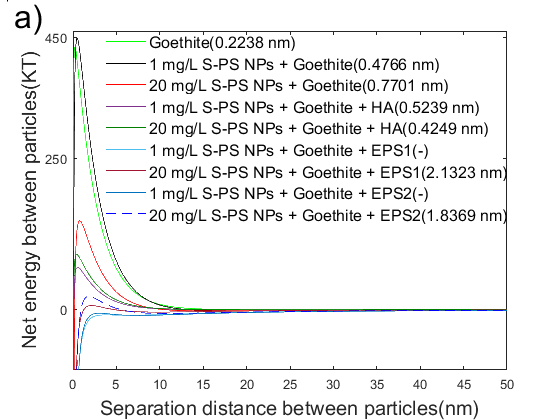 a)
Net energy between particles(KT)
450
250
0
Goethite(0.2238 nm)
1 mg/L S-PS NPs + Goethite(0.4766 nm)
20 mg/L S-PS NPs + Goethite(0.7701 nm)
1 mg/L S-PS NPs + Goethite + HA(0.5239 nm)
20 mg/L S-PS NPs + Goethite + HA(0.4249 nm)
1 mg/L S-PS NPs + Goethite + EPS1(-)
20 mg/L S-PS NPs + Goethite + EPS1(2.1323 nm)
1 mg/L S-PS NPs + Goethite + EPS2(-)
20 mg/L S-PS NPs + Goethite + EPS2(1.8369 nm)
0 5 10 15 20 25 30 35 40 45 50
Separation distance between particles(nm)